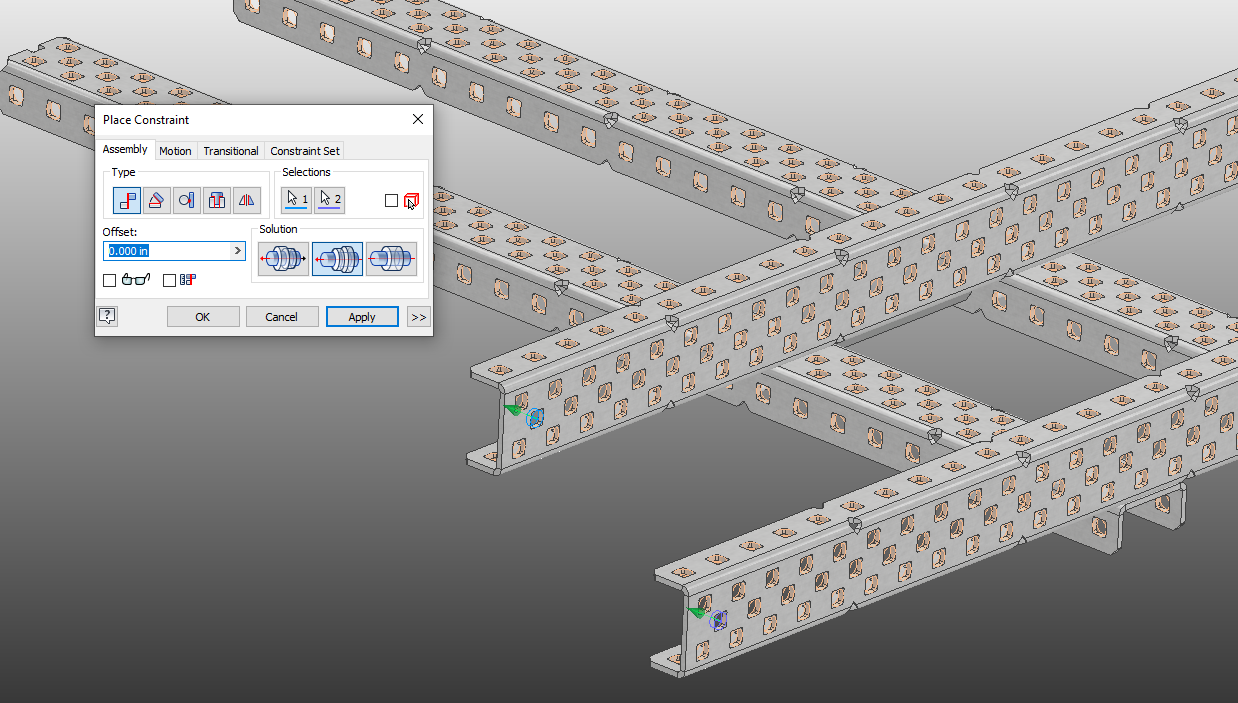 Place Constraint
Assembly Motion Transitional Constraint Set
Type
Selections
1 2
Offset:
Solution
0.000 in >
?
OK Cancel Apply >>